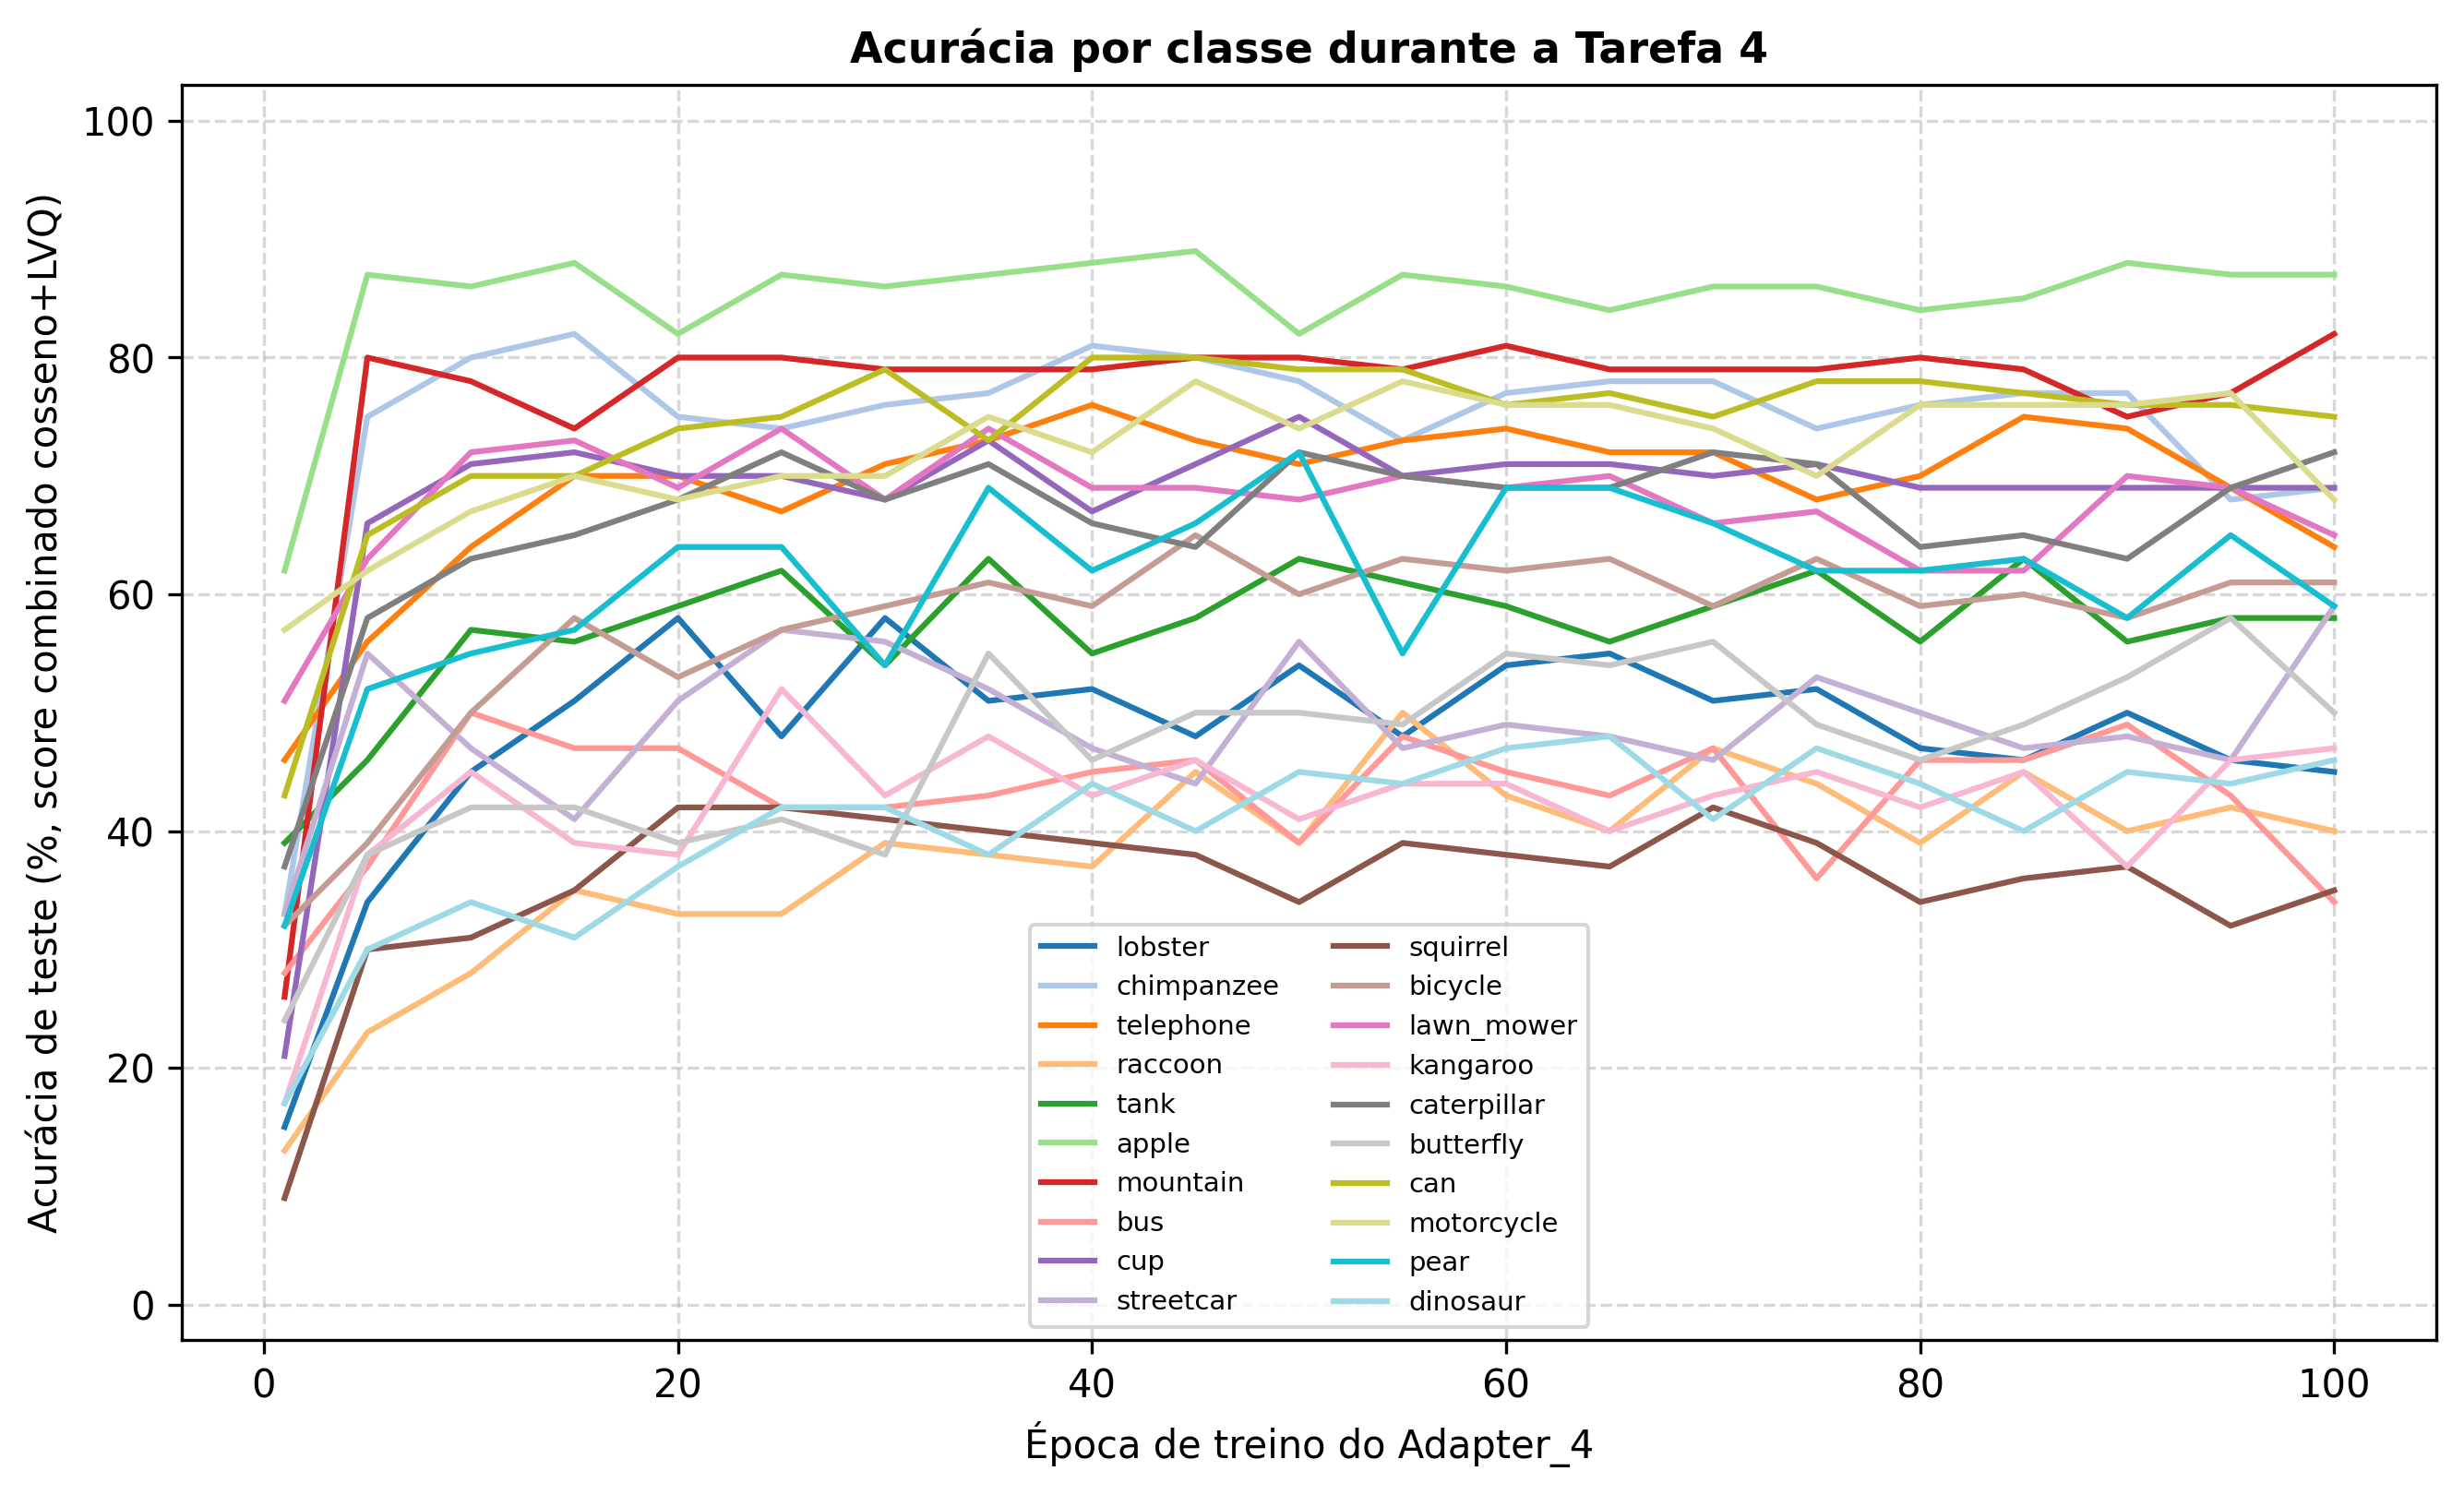 Acurácia por classe durante a Tarefa 4
Acurácia de teste (%, score combinado cosseno+LVQ)
100
80
60
40
20
0
lobster
chimpanzee
telephone
raccoon
tank
apple
mountain
bus
cup
streetcar
squirrel
bicycle
lawn_mower
kangaroo
caterpillar
butterfly
can
motorcycle
pear
dinosaur
0 20 40 60 80 100
Época de treino do Adapter_4